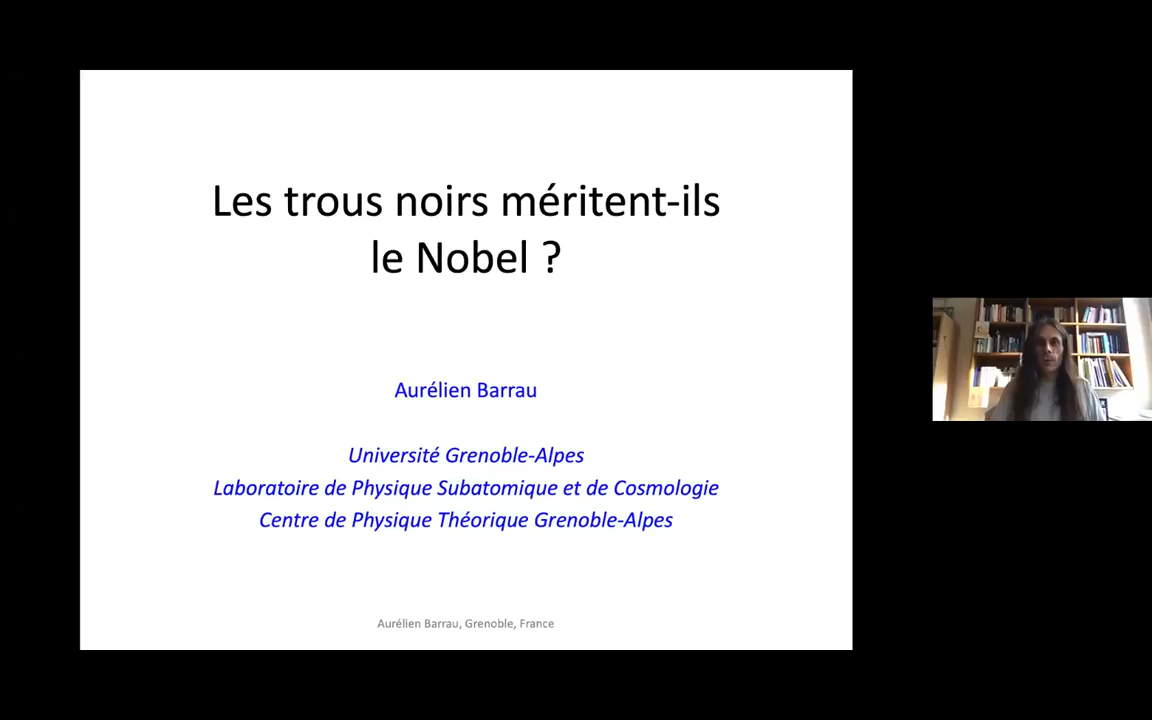 Les trous noirs méritent-ils
le Nobel ?
Aurélien Barrau
Université Grenoble-Alpes
Laboratoire de Physique Subatomique et de Cosmologie
Centre de Physique Théorique Grenoble-Alpes
Aurélien Barrau, Grenoble, France